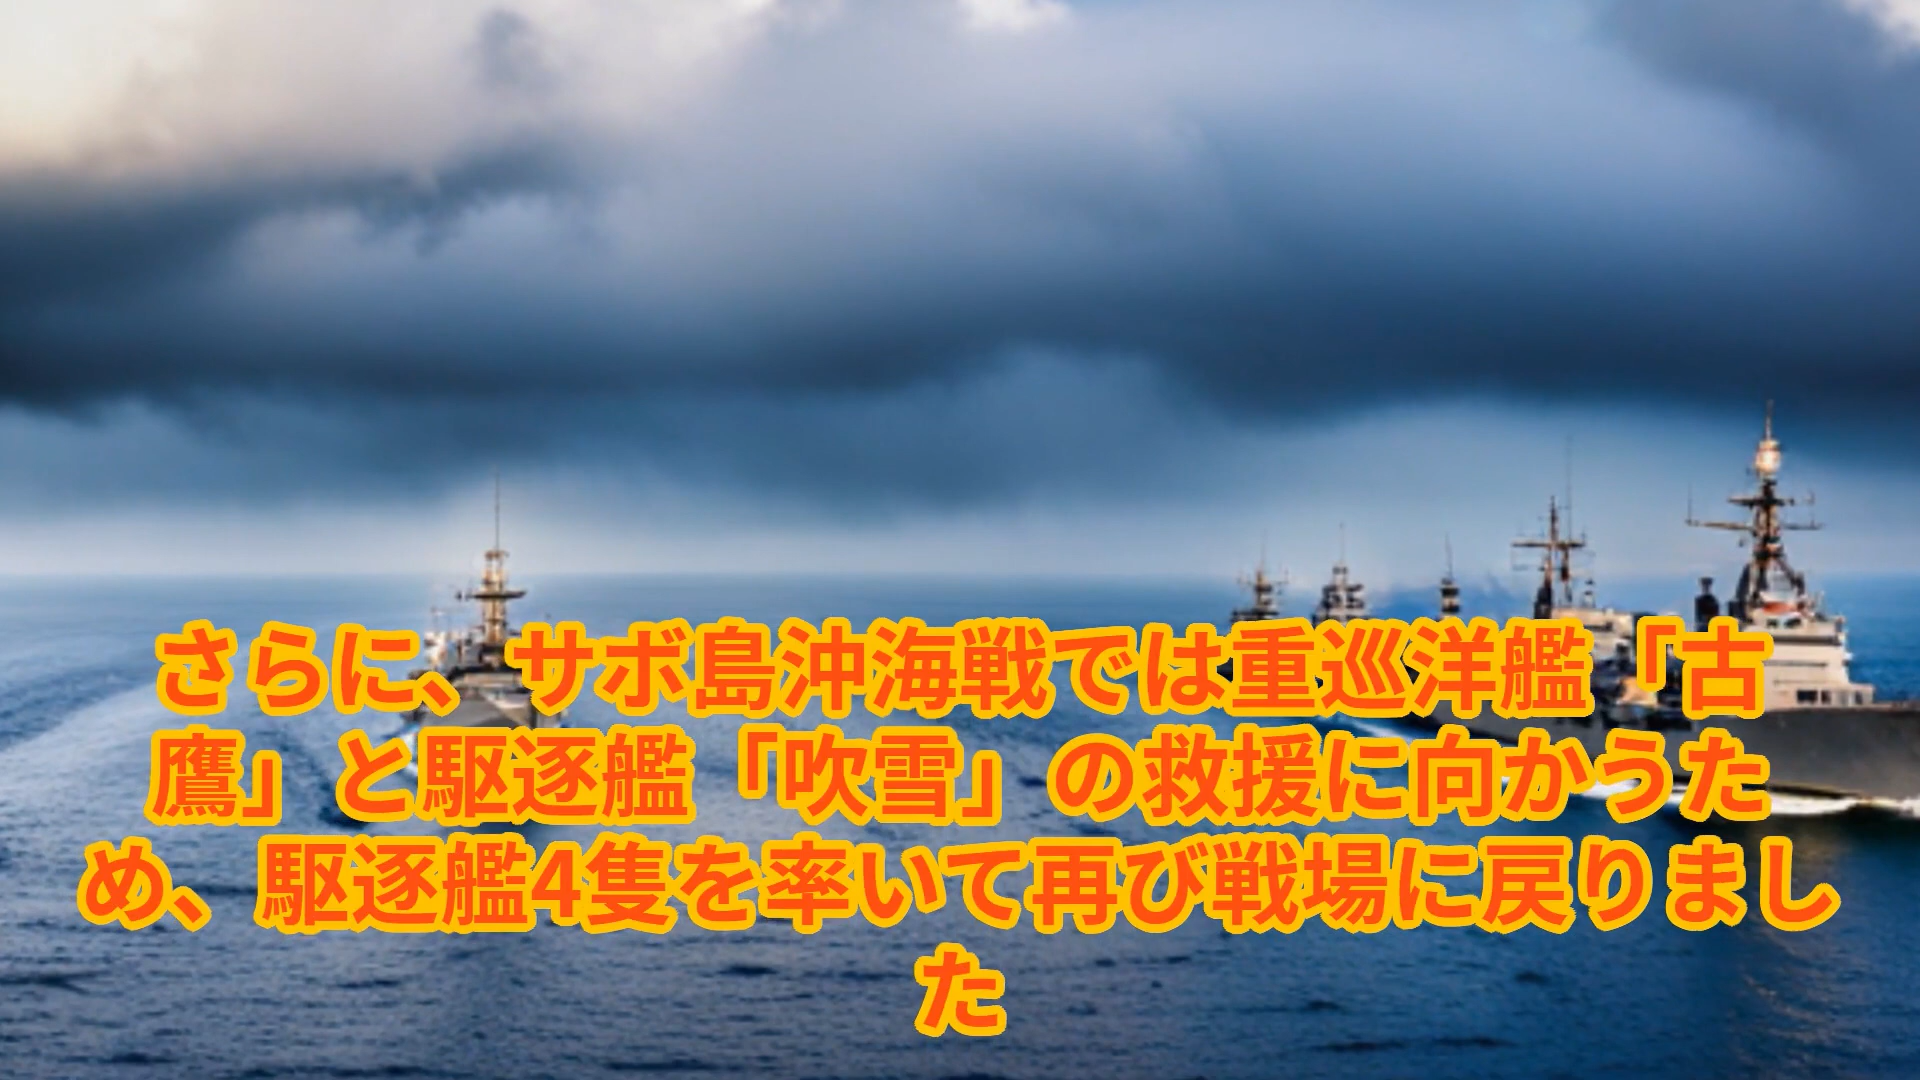 さらに、サボ島沖海戦では重巡洋艦「古
鷹」と駆逐艦「吹雪」の救援に向かうた
め、駆逐艦4隻を率いて再び戦場に戻りまし
た